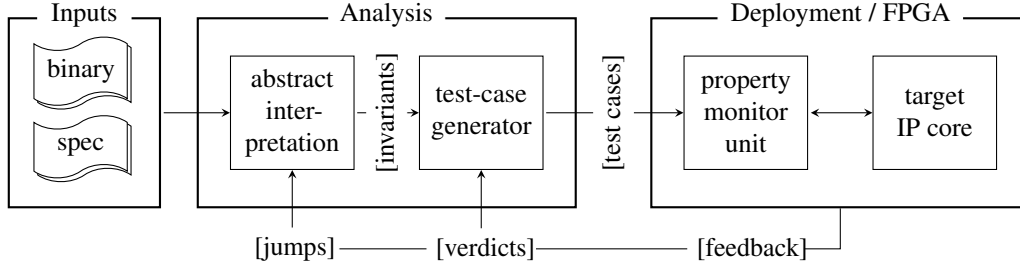 Inputs
Analysis
Deployment / FPGA
binary
spec
abstract
inter-
pretation
[invariants]
test-case
generator
[test cases]
property
monitor
unit
target
IP core
[jumps]
[verdicts]
[feedback]